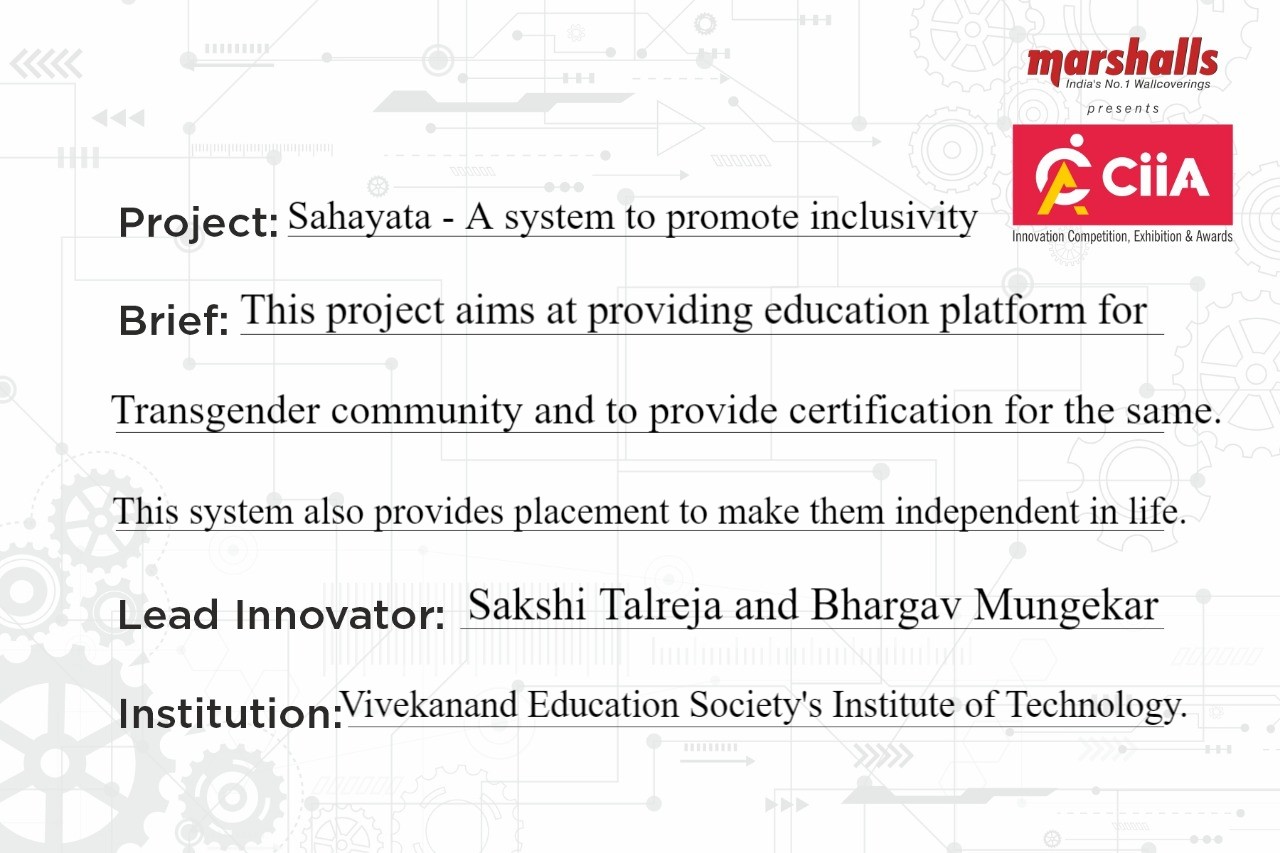 marshalls
India's No.1 Wallcoverings
presents
CiiA
Innovation Competition, Exhibition & Awards
Project: Sahayata - A system to promote inclusivity
Brief: This project aims at providing education platform for
Transgender community and to provide certification for the same.
This system also provides placement to make them independent in life.
Lead Innovator: Sakshi Talreja and Bhargav Mungekar
Institution:Vivekanand Education Society's Institute of Technology.